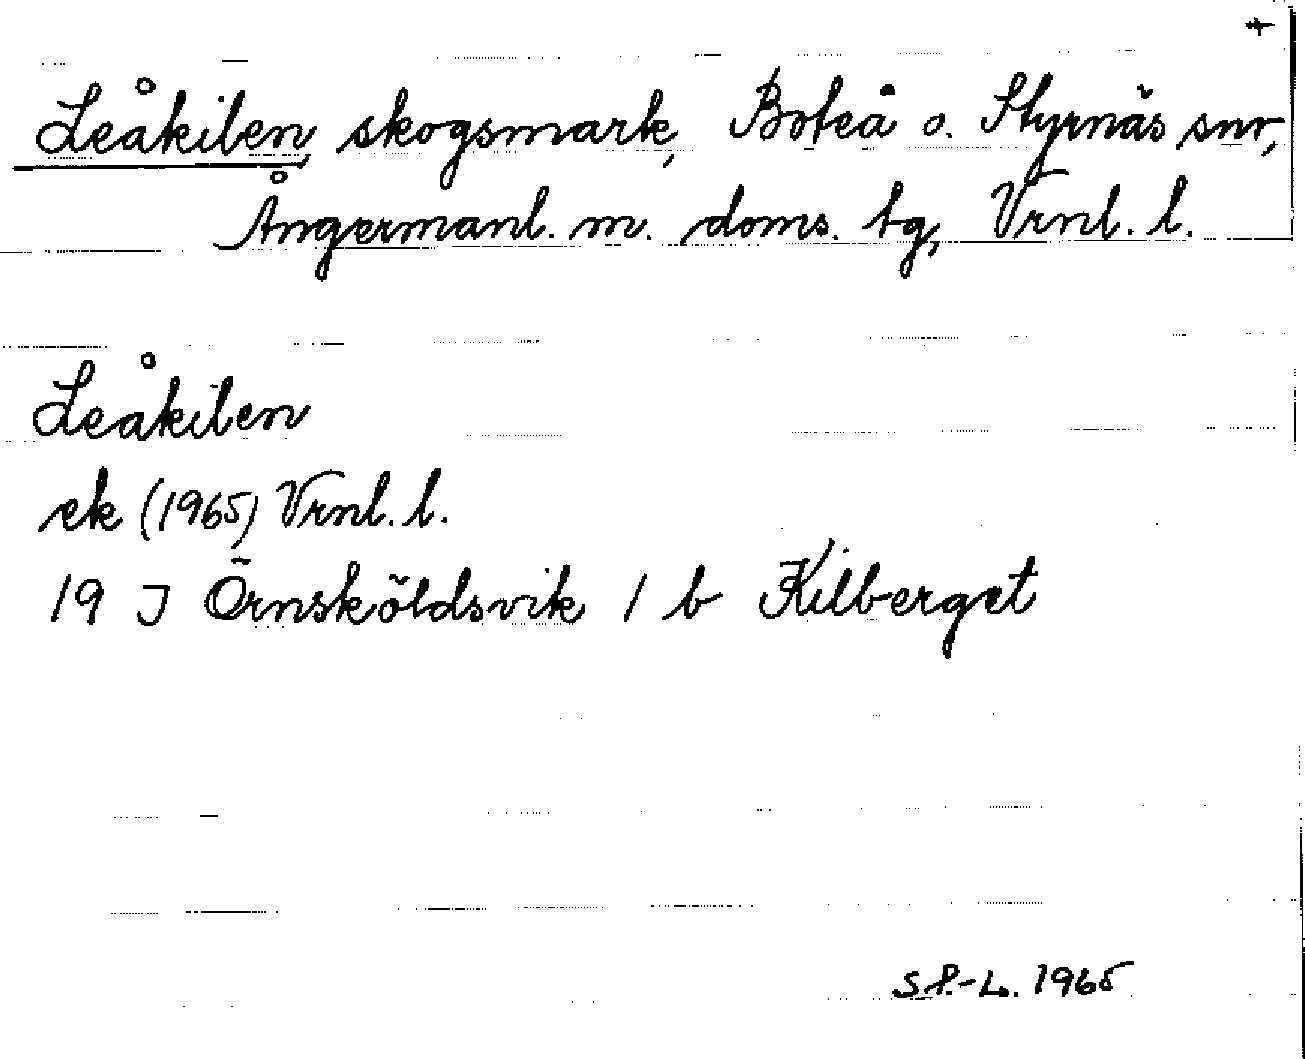 +
Leåkilen, skogsmark, Boteå o. Styrnäs snr,
Ångermanl. m. doms. tg, Vrnl. l.
Leåkilen
ek (1965) Vrnl. l.
19 J Örnsköldsvik 1 b Kilberget
S.P.-L. 1965